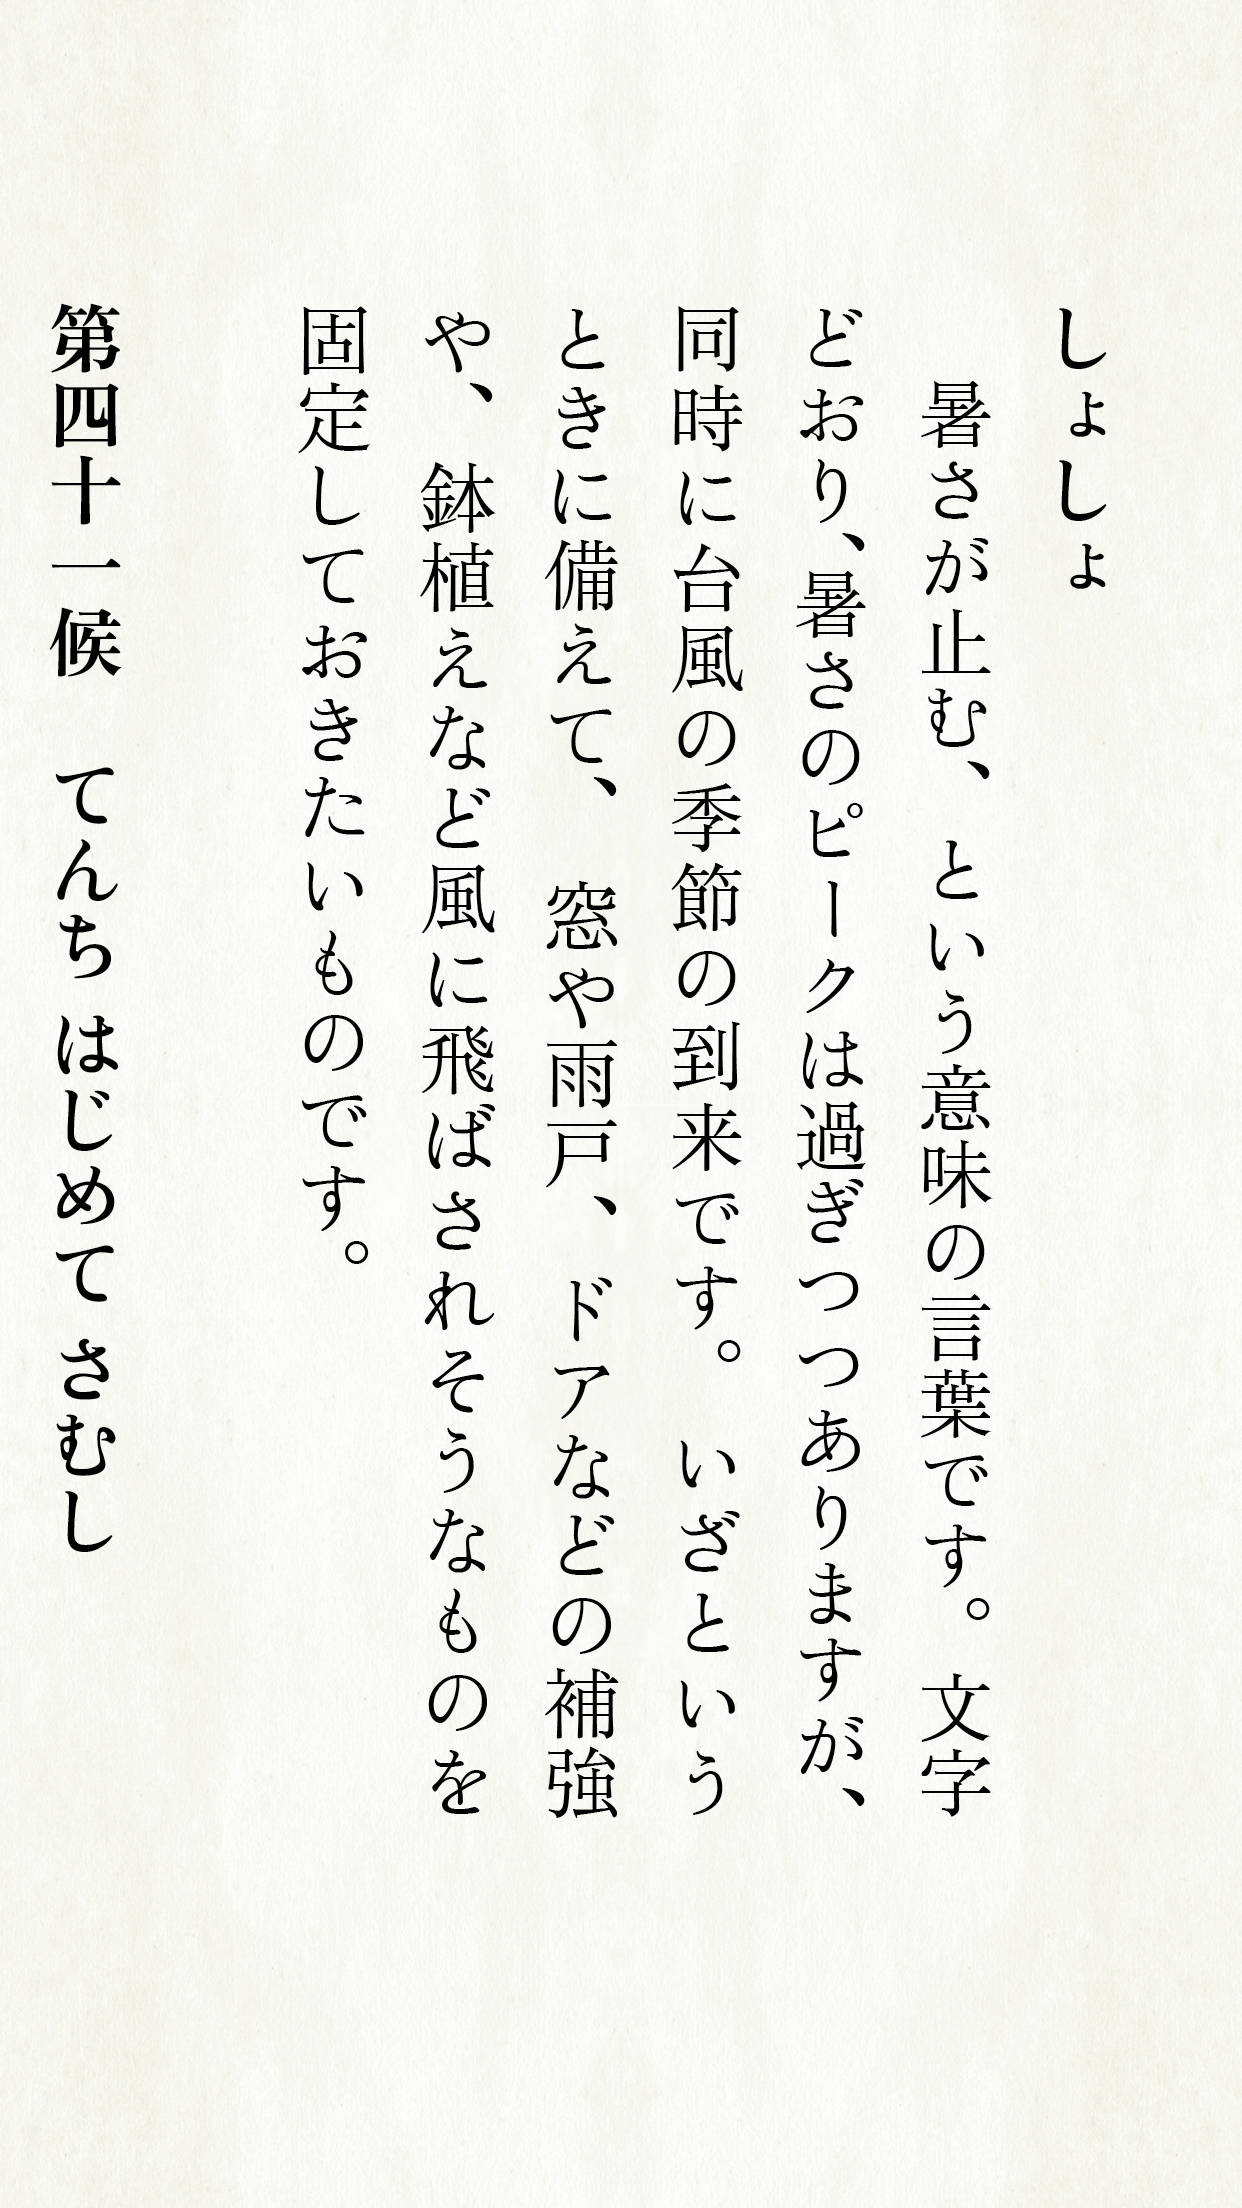 しょしょ
　暑さが止む、という意味の言葉です。文字
どおり、暑さのピークは過ぎつつありますが、
同時に台風の季節の到来です。いざという
ときに備えて、窓や雨戸、ドアなどの補強
や、鉢植えなど風に飛ばされそうなものを
固定しておきたいものです。
第四十一候　てんち はじめて さむし